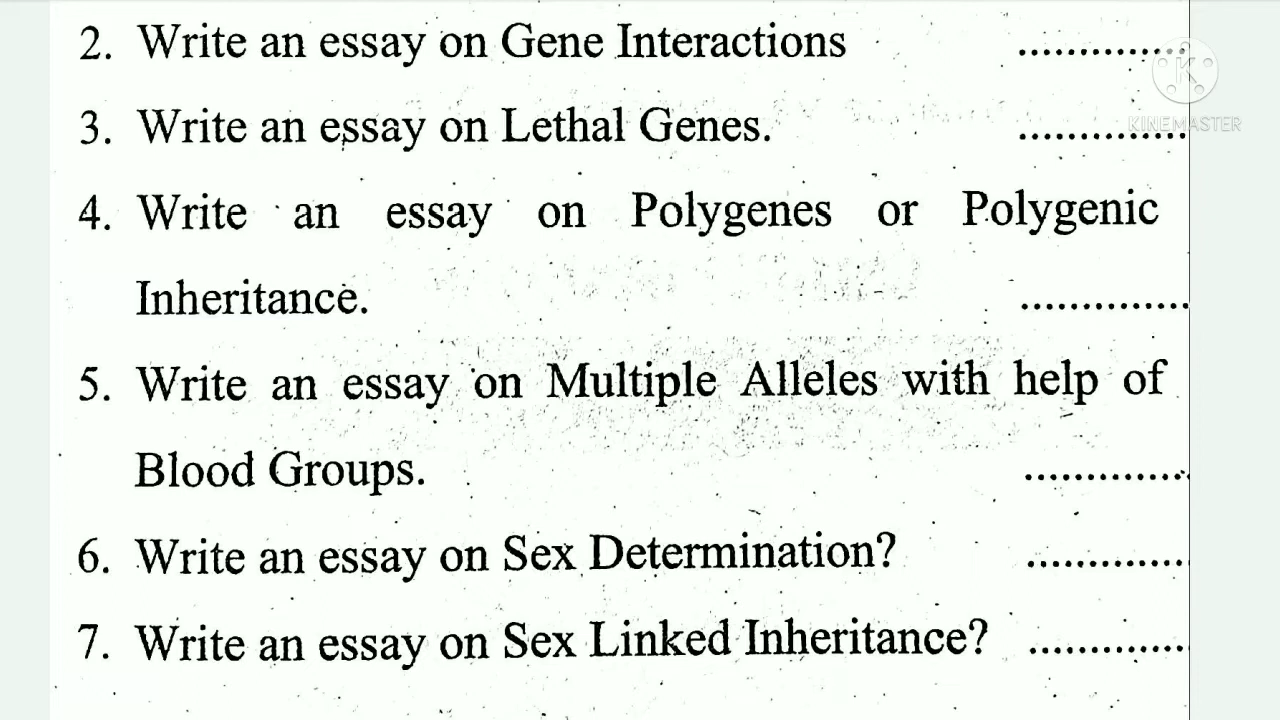 2. Write an essay on Gene Interactions ...............
3. Write an essay on Lethal Genes. ...............
4. Write an essay on Polygenes or Polygenic
Inheritance. ...............
5. Write an essay on Multiple Alleles with help of
Blood Groups. ...............
6. Write an essay on Sex Determination? ...............
7. Write an essay on Sex Linked Inheritance? ...............
K
KINEMASTER